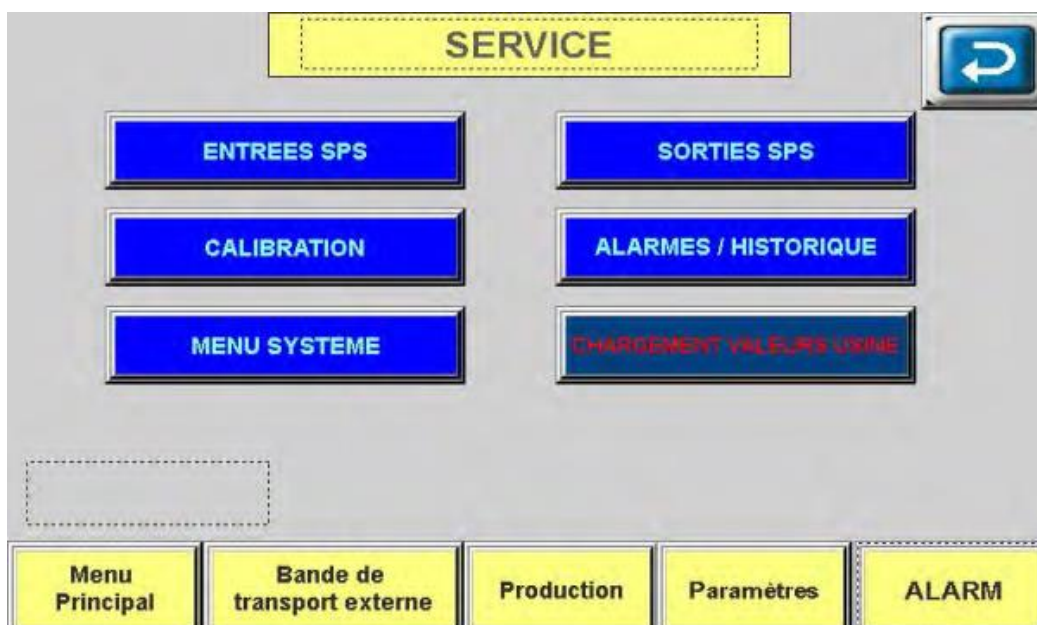 SERVICE
ENTREES SPS
SORTIES SPS
CALIBRATION
ALARMES / HISTORIQUE
MENU SYSTEME
CHARGEMENT VALEURS USINE
Menu
Principal
Bande de
transport externe
Production
Paramètres
ALARM